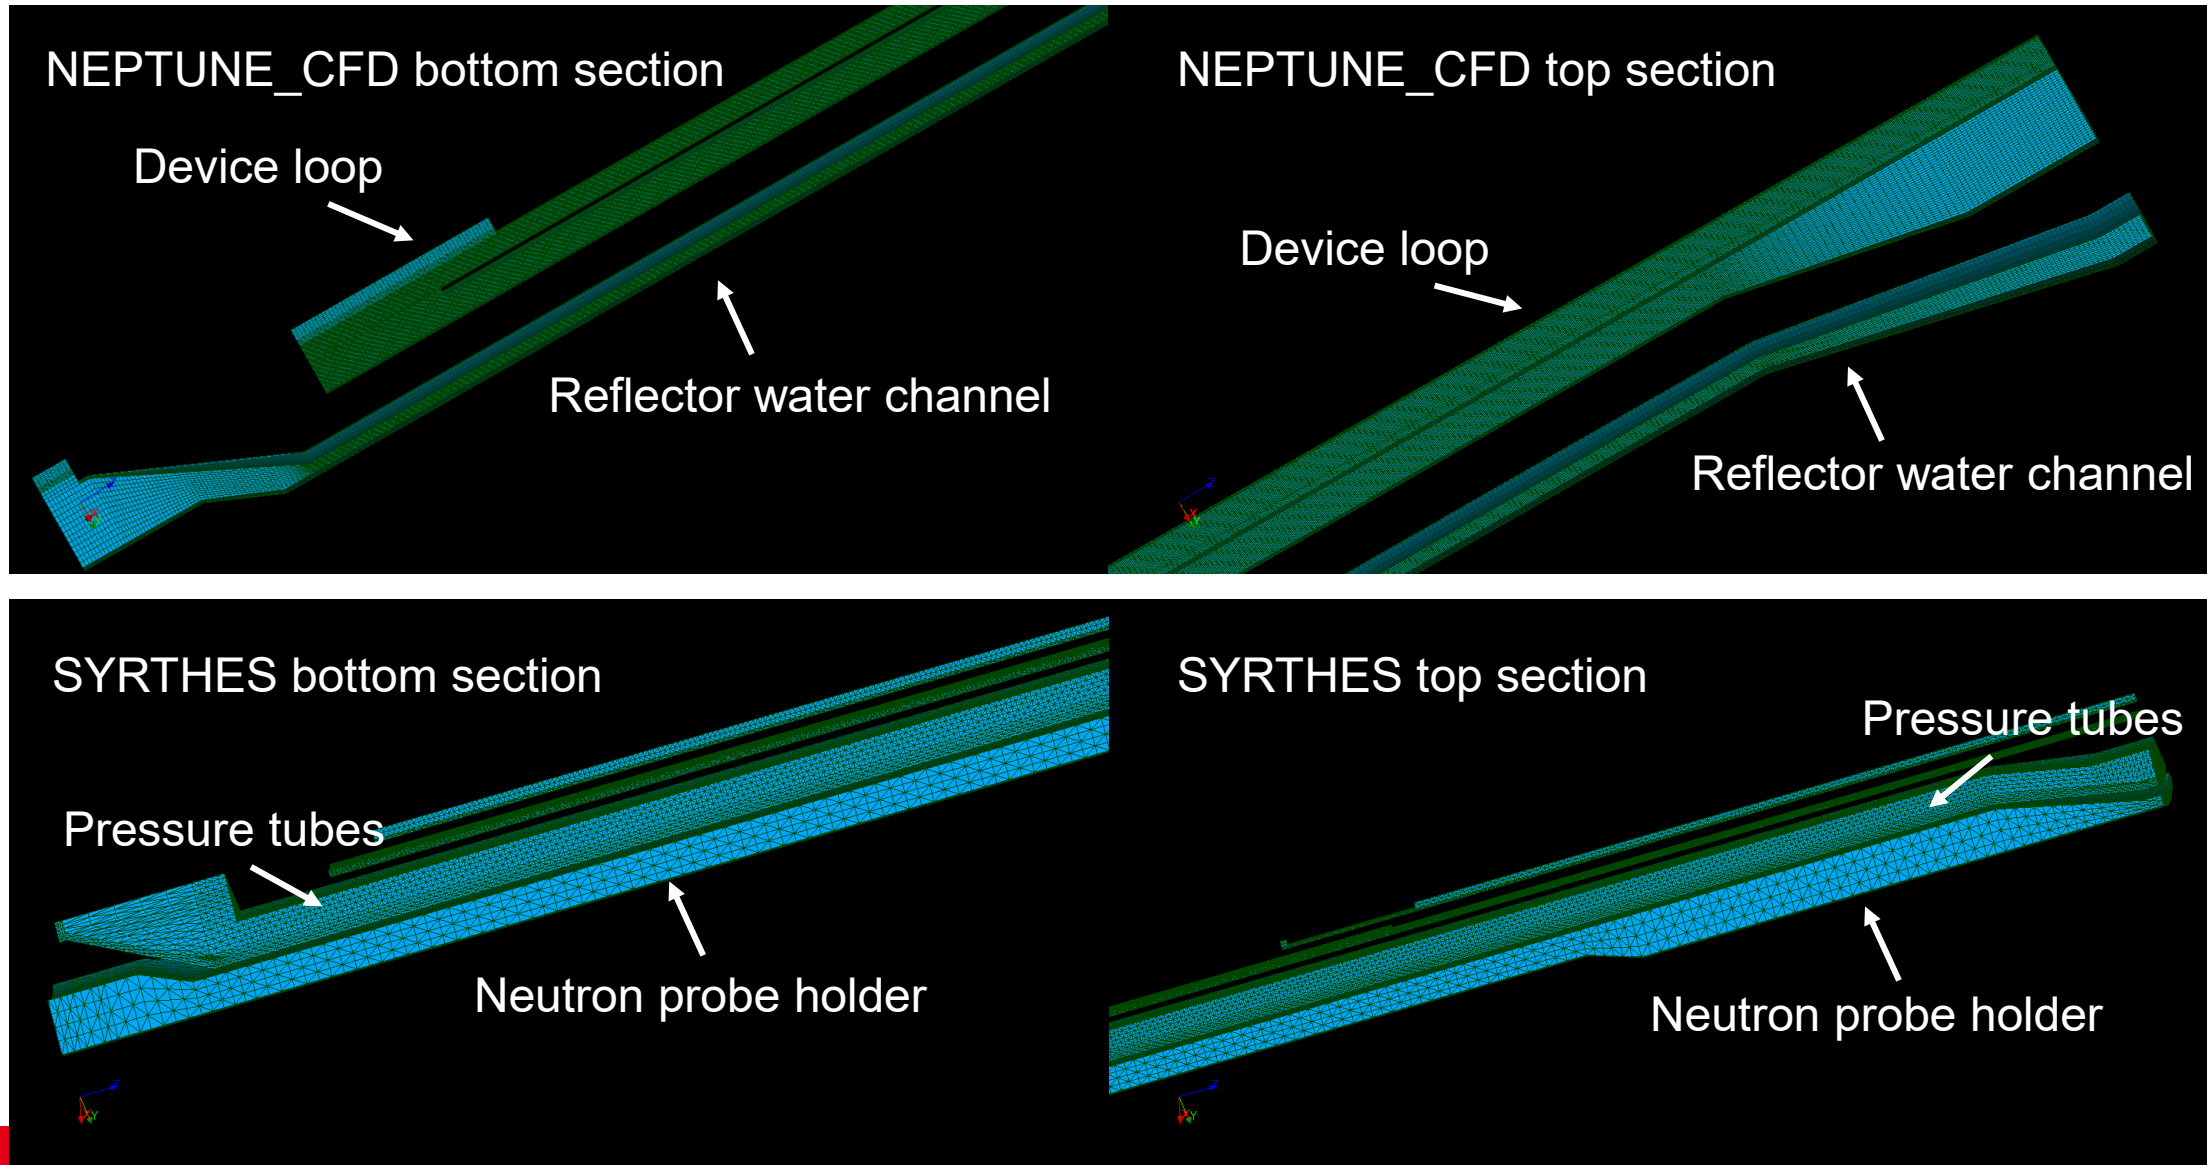 NEPTUNE_CFD bottom section
Device loop
Reflector water channel
Z
X
Y
NEPTUNE_CFD top section
Device loop
Reflector water channel
Z
X
Y
SYRTHES bottom section
Pressure tubes
Neutron probe holder
Z
X
Y
SYRTHES top section
Pressure tubes
Neutron probe holder
Z
X
Y